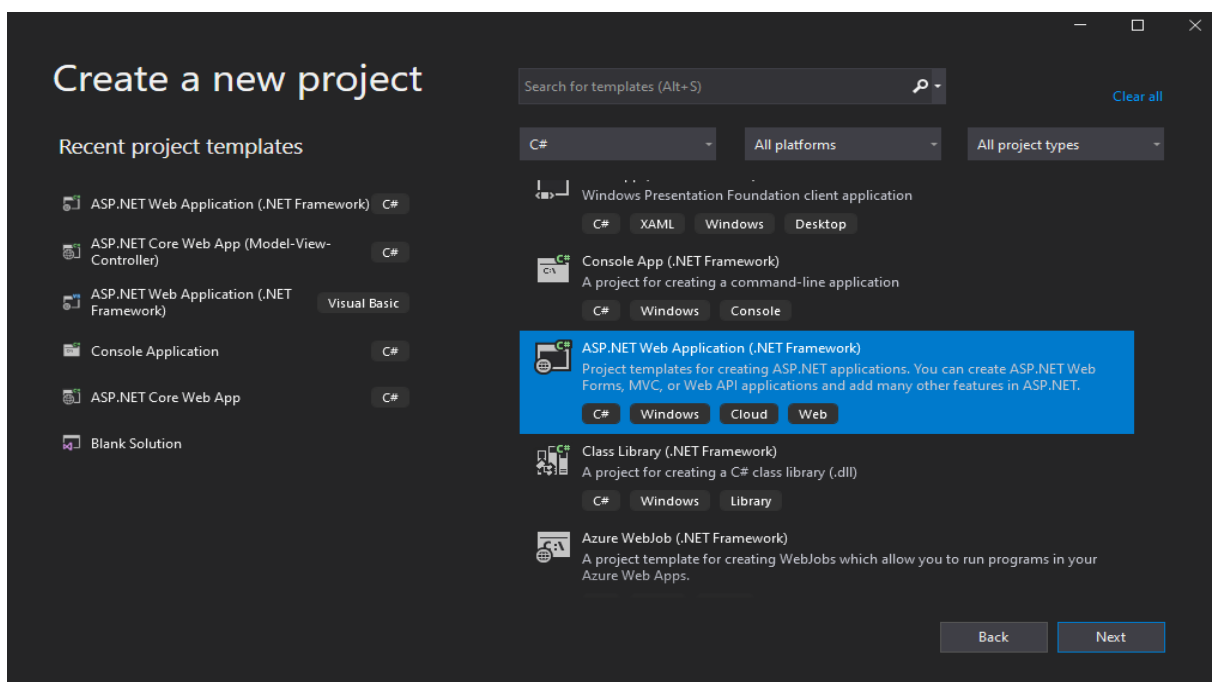 Create a new project
Search for templates (Alt+S)
Clear all
Recent project templates
C#
All platforms
All project types
ASP.NET Web Application (.NET Framework) C#
ASP.NET Core Web App (Model-View-
Controller)
C#
ASP.NET Web Application (.NET
Framework)
Visual Basic
Console Application C#
ASP.NET Core Web App C#
Blank Solution
Windows Presentation Foundation client application
C# XAML Windows Desktop
Console App (.NET Framework)
A project for creating a command-line application
C# Windows Console
ASP.NET Web Application (.NET Framework)
Project templates for creating ASP.NET applications. You can create ASP.NET Web
Forms, MVC, or Web API applications and add many other features in ASP.NET.
C# Windows Cloud Web
Class Library (.NET Framework)
A project for creating a C# class library (.dll)
C# Windows Library
Azure WebJob (.NET Framework)
A project template for creating WebJobs which allow you to run programs in your
Azure Web Apps.
Back
Next